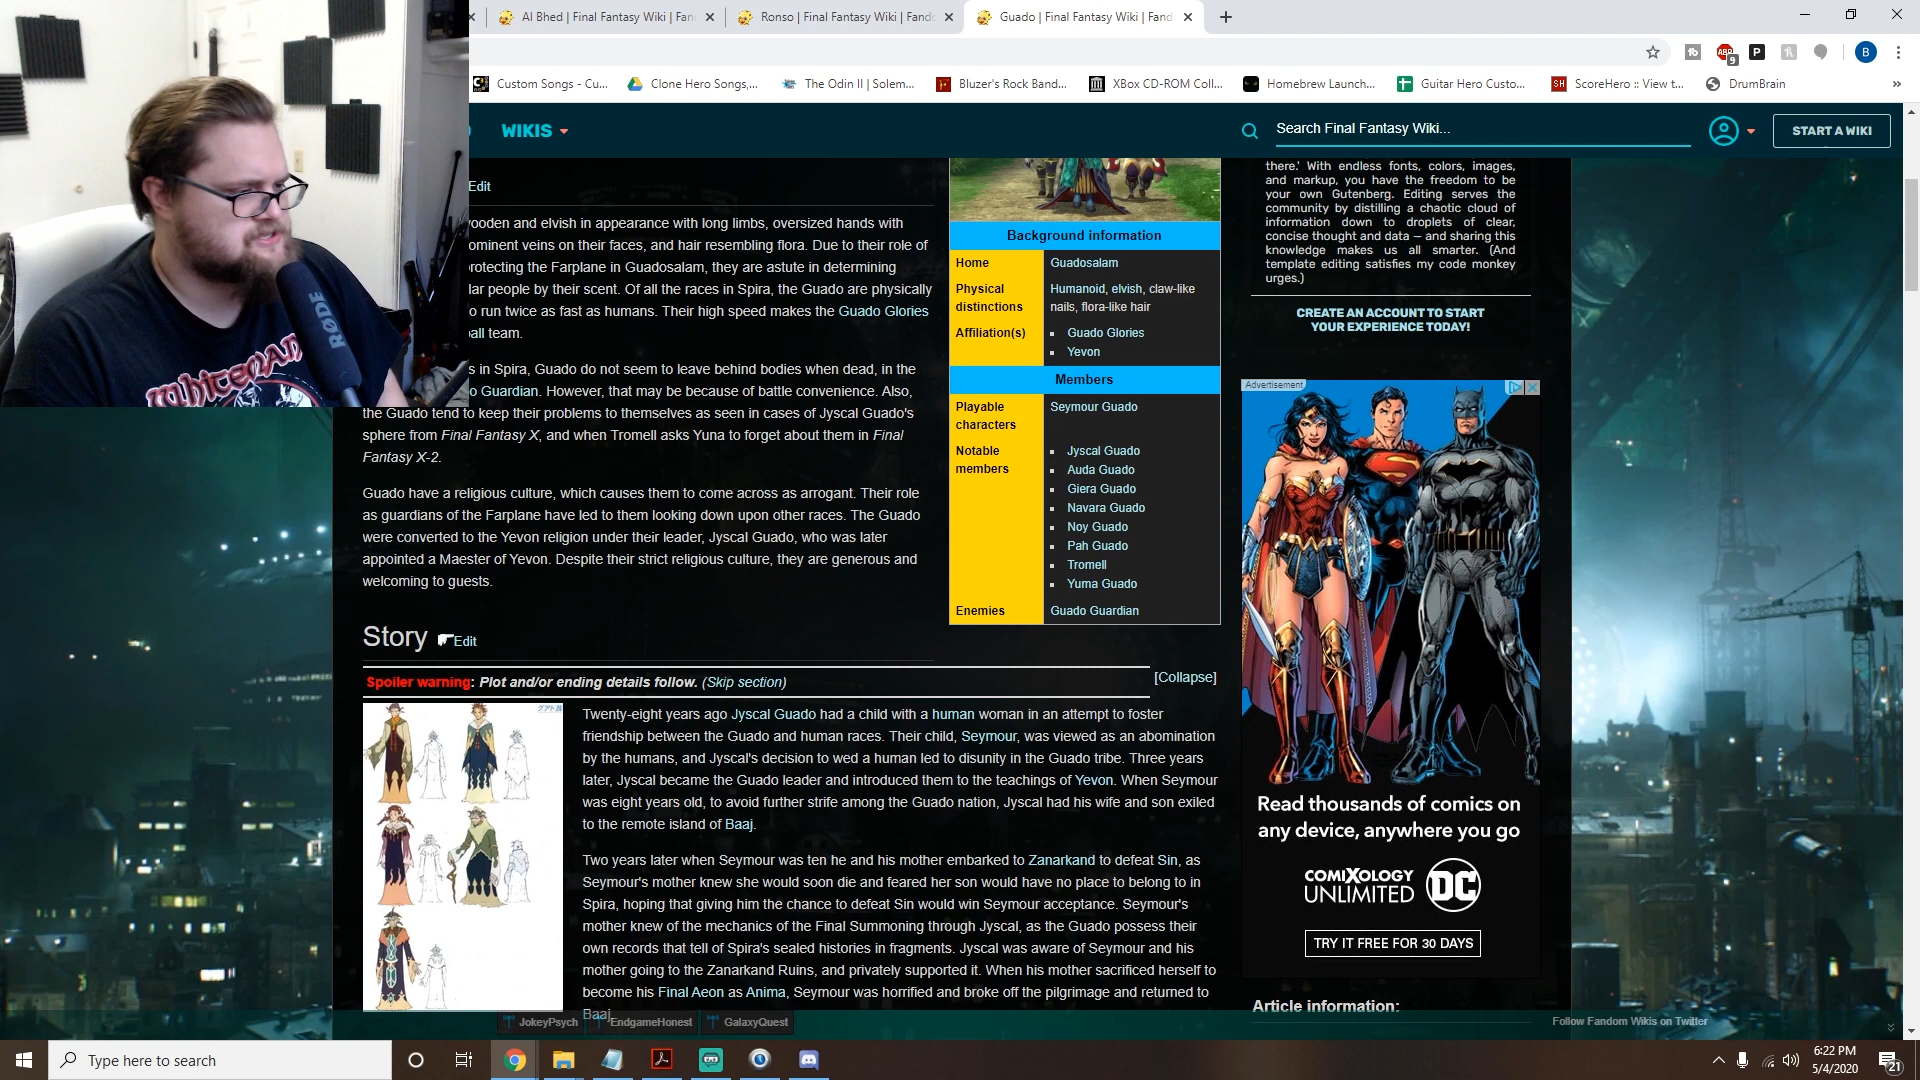 Al Bhed | Final Fantasy Wiki | Fan
Ronso | Final Fantasy Wiki | Fand
Guado | Final Fantasy Wiki | Fand
Custom Songs - Cu...
Clone Hero Songs,...
The Odin II | Solem...
Bluzer's Rock Band...
XBox CD-ROM Coll...
Homebrew Launch...
Guitar Hero Custo...
ScoreHero :: View t...
DrumBrain
WIKIS
Search Final Fantasy Wiki...
START A WIKI
Edit
ooden and elvish in appearance with long limbs, oversized hands with
ominent veins on their faces, and hair resembling flora. Due to their role of
rotecting the Farplane in Guadosalam, they are astute in determining
lar people by their scent. Of all the races in Spira, the Guado are physically
o run twice as fast as humans. Their high speed makes the Guado Glories
all team.
s in Spira, Guado do not seem to leave behind bodies when dead, in the
o Guardian. However, that may be because of battle convenience. Also,
the Guado tend to keep their problems to themselves as seen in cases of Jyscal Guado's
sphere from Final Fantasy X, and when Tromell asks Yuna to forget about them in Final
Fantasy X-2.
Guado have a religious culture, which causes them to come across as arrogant. Their role
as guardians of the Farplane have led to them looking down upon other races. The Guado
were converted to the Yevon religion under their leader, Jyscal Guado, who was later
appointed a Maester of Yevon. Despite their strict religious culture, they are generous and
welcoming to guests.
Background information
Home Guadosalam
Physical distinctions Humanoid, elvish, claw-like
nails, flora-like hair
Affiliation(s) Guado Glories
Yevon
Members
Playable characters Seymour Guado
Notable members Jyscal Guado
Auda Guado
Giera Guado
Navara Guado
Noy Guado
Pah Guado
Tromell
Yuma Guado
Enemies Guado Guardian
Story Edit
Spoiler warning: Plot and/or ending details follow. (Skip section)
[Collapse]
グアド族
Twenty-eight years ago Jyscal Guado had a child with a human woman in an attempt to foster
friendship between the Guado and human races. Their child, Seymour, was viewed as an abomination
by the humans, and Jyscal's decision to wed a human led to disunity in the Guado tribe. Three years
later, Jyscal became the Guado leader and introduced them to the teachings of Yevon. When Seymour
was eight years old, to avoid further strife among the Guado nation, Jyscal had his wife and son exiled
to the remote island of Baaj.
Two years later when Seymour was ten he and his mother embarked to Zanarkand to defeat Sin, as
Seymour's mother knew she would soon die and feared her son would have no place to belong to in
Spira, hoping that giving him the chance to defeat Sin would win Seymour acceptance. Seymour's
mother knew of the mechanics of the Final Summoning through Jyscal, as the Guado possess their
own records that tell of Spira's sealed histories in fragments. Jyscal was aware of Seymour and his
mother going to the Zanarkand Ruins, and privately supported it. When his mother sacrificed herself to
become his Final Aeon as Anima, Seymour was horrified and broke off the pilgrimage and returned to
Baaj.
there.' With endless fonts, colors, images,
and markup, you have the freedom to be
your own Gutenberg. Editing serves the
community by distilling a chaotic cloud of
information down to droplets of clear,
concise thought and data — and sharing this
knowledge makes us all smarter. (And
template editing satisfies my code monkey
urges.)
CREATE AN ACCOUNT TO START
YOUR EXPERIENCE TODAY!
Advertisement
Read thousands of comics on
any device, anywhere you go
COMIXOLOGY
UNLIMITED
DC
TRY IT FREE FOR 30 DAYS
Article information:
JokeyPsych
EndgameHonest
GalaxyQuest
Follow Fandom Wikis on Twitter
RØDE
Whitechapel
ABP
9
P
B
SH
Type here to search
6:22 PM
5/4/2020
21